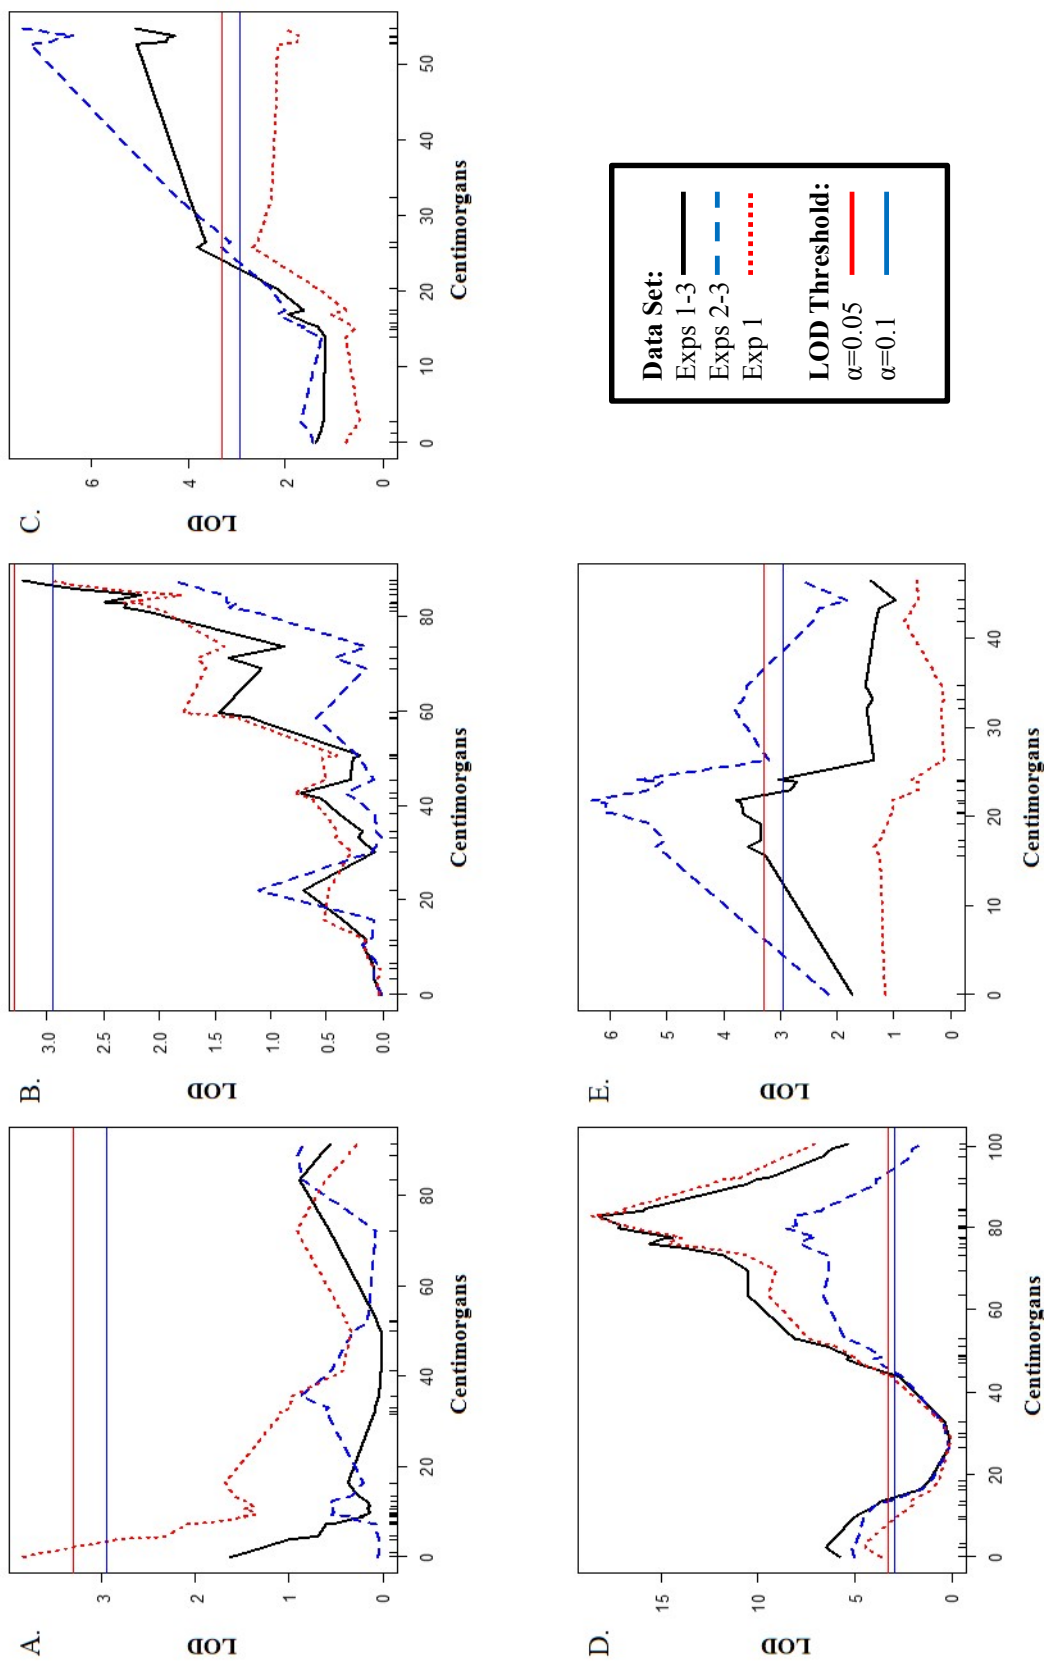 A.
LOD
0
1
2
3
0
20
40
60
80
Centimorgans
B.
LOD
0.0
0.5
1.0
1.5
2.0
2.5
3.0
0
20
40
60
80
Centimorgans
C.
LOD
0
2
4
6
0
10
20
30
40
50
Centimorgans
D.
LOD
0
5
10
15
0
20
40
60
80
100
Centimorgans
E.
LOD
0
1
2
3
4
5
6
0
10
20
30
40
Centimorgans
Data Set:
Exps 1-3
Exps 2-3
Exp 1
LOD Threshold:
α=0.05
α=0.1